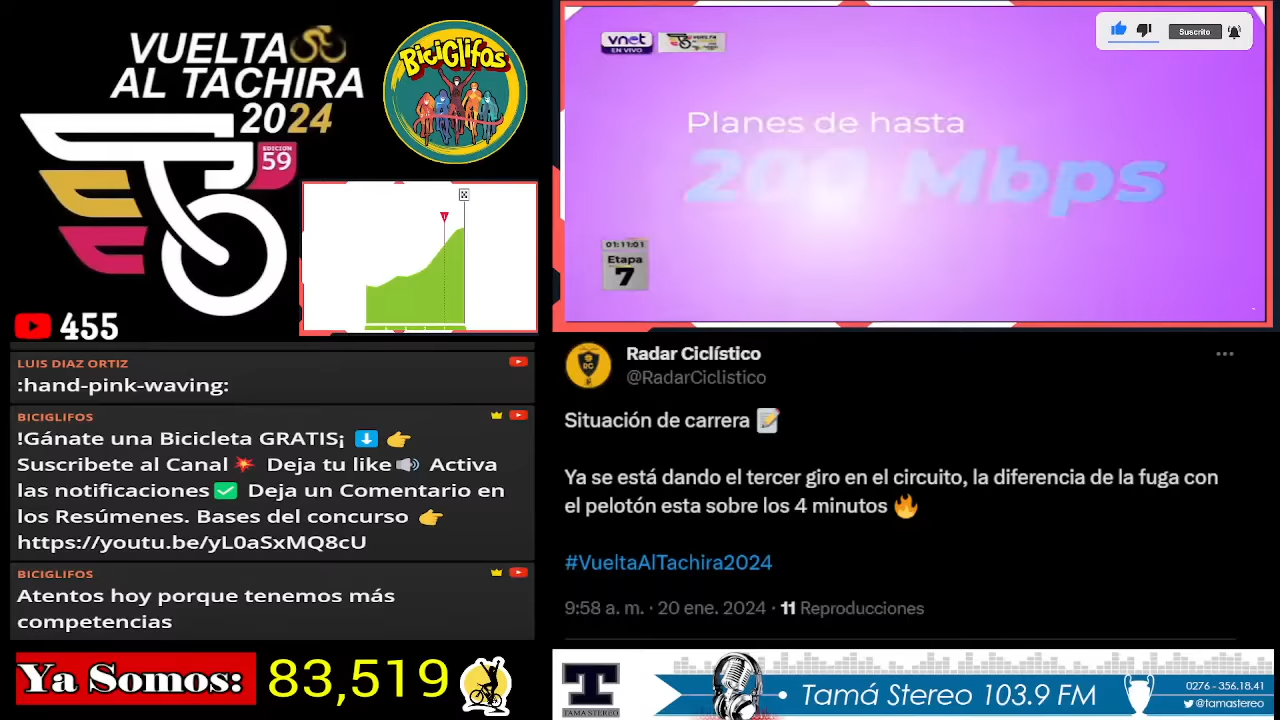 VUELTA
AL TACHIRA
2024
EDICION
59
BiciGlifos
455
LUIS DIAZ ORTIZ
:hand-pink-waving:
BICIGLIFOS
!Gánate una Bicicleta GRATIS¡ ⬇️ 👉
Suscribete al Canal💥 Deja tu like🔊 Activa
las notificaciones✅ Deja un Comentario en
los Resúmenes. Bases del concurso 👉
https://youtu.be/yL0aSxMQ8cU
BICIGLIFOS
Atentos hoy porque tenemos más
competencias
Ya Somos: 83,519
vnet
EN VIVO
Suscrito
Planes de hasta
200 Mbps
01:11:01
Etapa
7
Radar Ciclístico
@RadarCiclistico
Situación de carrera 📝
Ya se está dando el tercer giro en el circuito, la diferencia de la fuga con
el pelotón esta sobre los 4 minutos 🔥
#VueltaAlTachira2024
9:58 a. m. · 20 ene. 2024 · 11 Reproducciones
TAMÁ STEREO
Tamá Stereo 103.9 FM
0276 - 356.18.41
@tamastereo